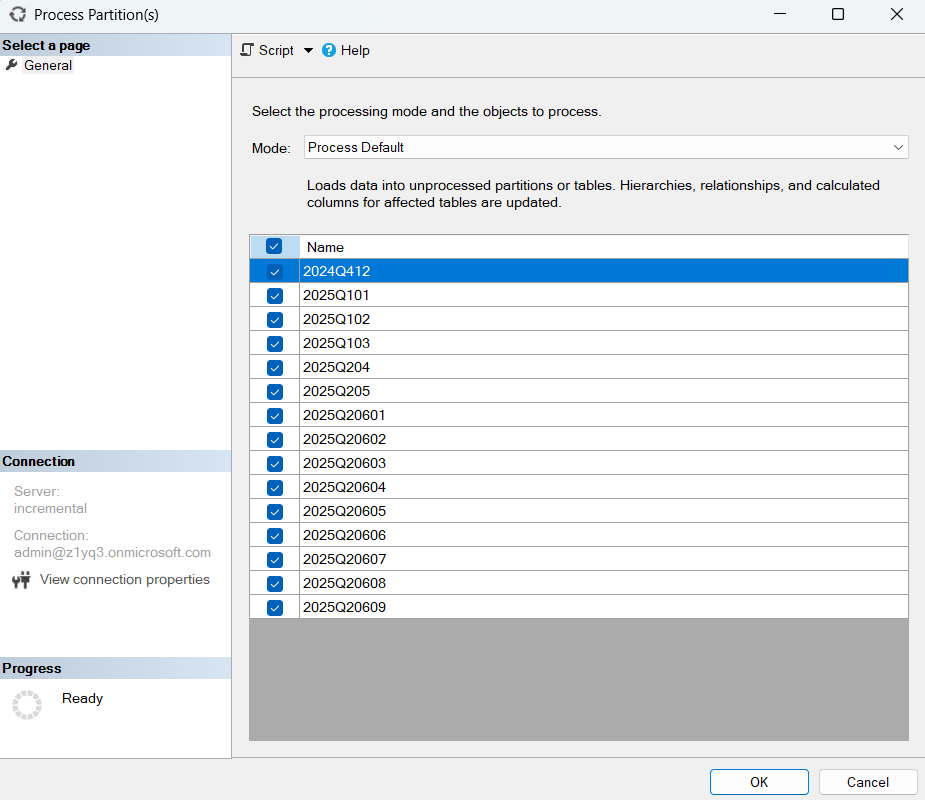 Process Partition(s)
Select a page
General
Script
Help
Select the processing mode and the objects to process.
Mode:
Process Default
Loads data into unprocessed partitions or tables. Hierarchies, relationships, and calculated
columns for affected tables are updated.
Name
2024Q412
2025Q101
2025Q102
2025Q103
2025Q204
2025Q205
2025Q20601
2025Q20602
2025Q20603
2025Q20604
2025Q20605
2025Q20606
2025Q20607
2025Q20608
2025Q20609
Connection
Server:
incremental
Connection:
admin@z1yq3.onmicrosoft.com
View connection properties
Progress
Ready
OK
Cancel